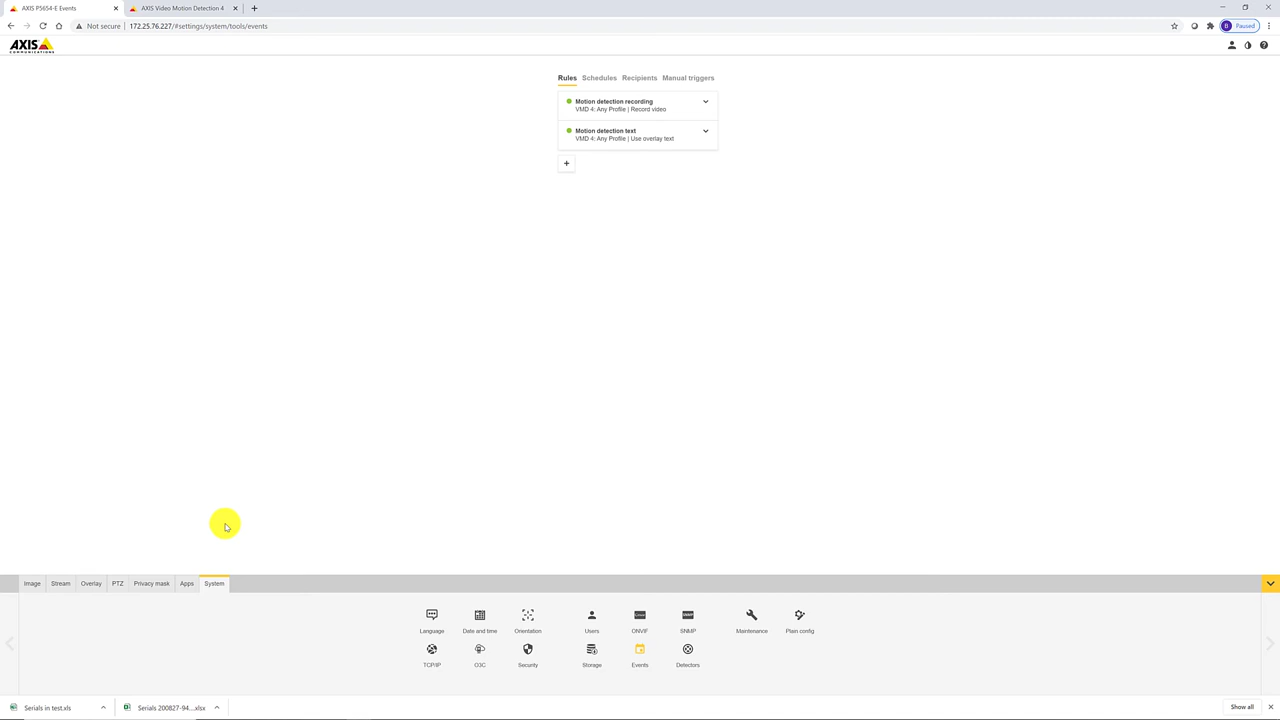 AXIS P5654-E Events
AXIS Video Motion Detection 4
Not secure
172.25.76.227/#settings/system/tools/events
B Paused
AXIS
COMMUNICATIONS
Rules Schedules Recipients Manual triggers
Motion detection recording
VMD 4: Any Profile | Record video
Motion detection text
VMD 4: Any Profile | Use overlay text
+
Image Stream Overlay PTZ Privacy mask Apps System
Language Date and time Orientation Users ONVIF SNMP Maintenance Plain config
TCP/IP O3C Security Storage Events Detectors
Serials in test.xls
Serials 200827-94....xlsx
Show all